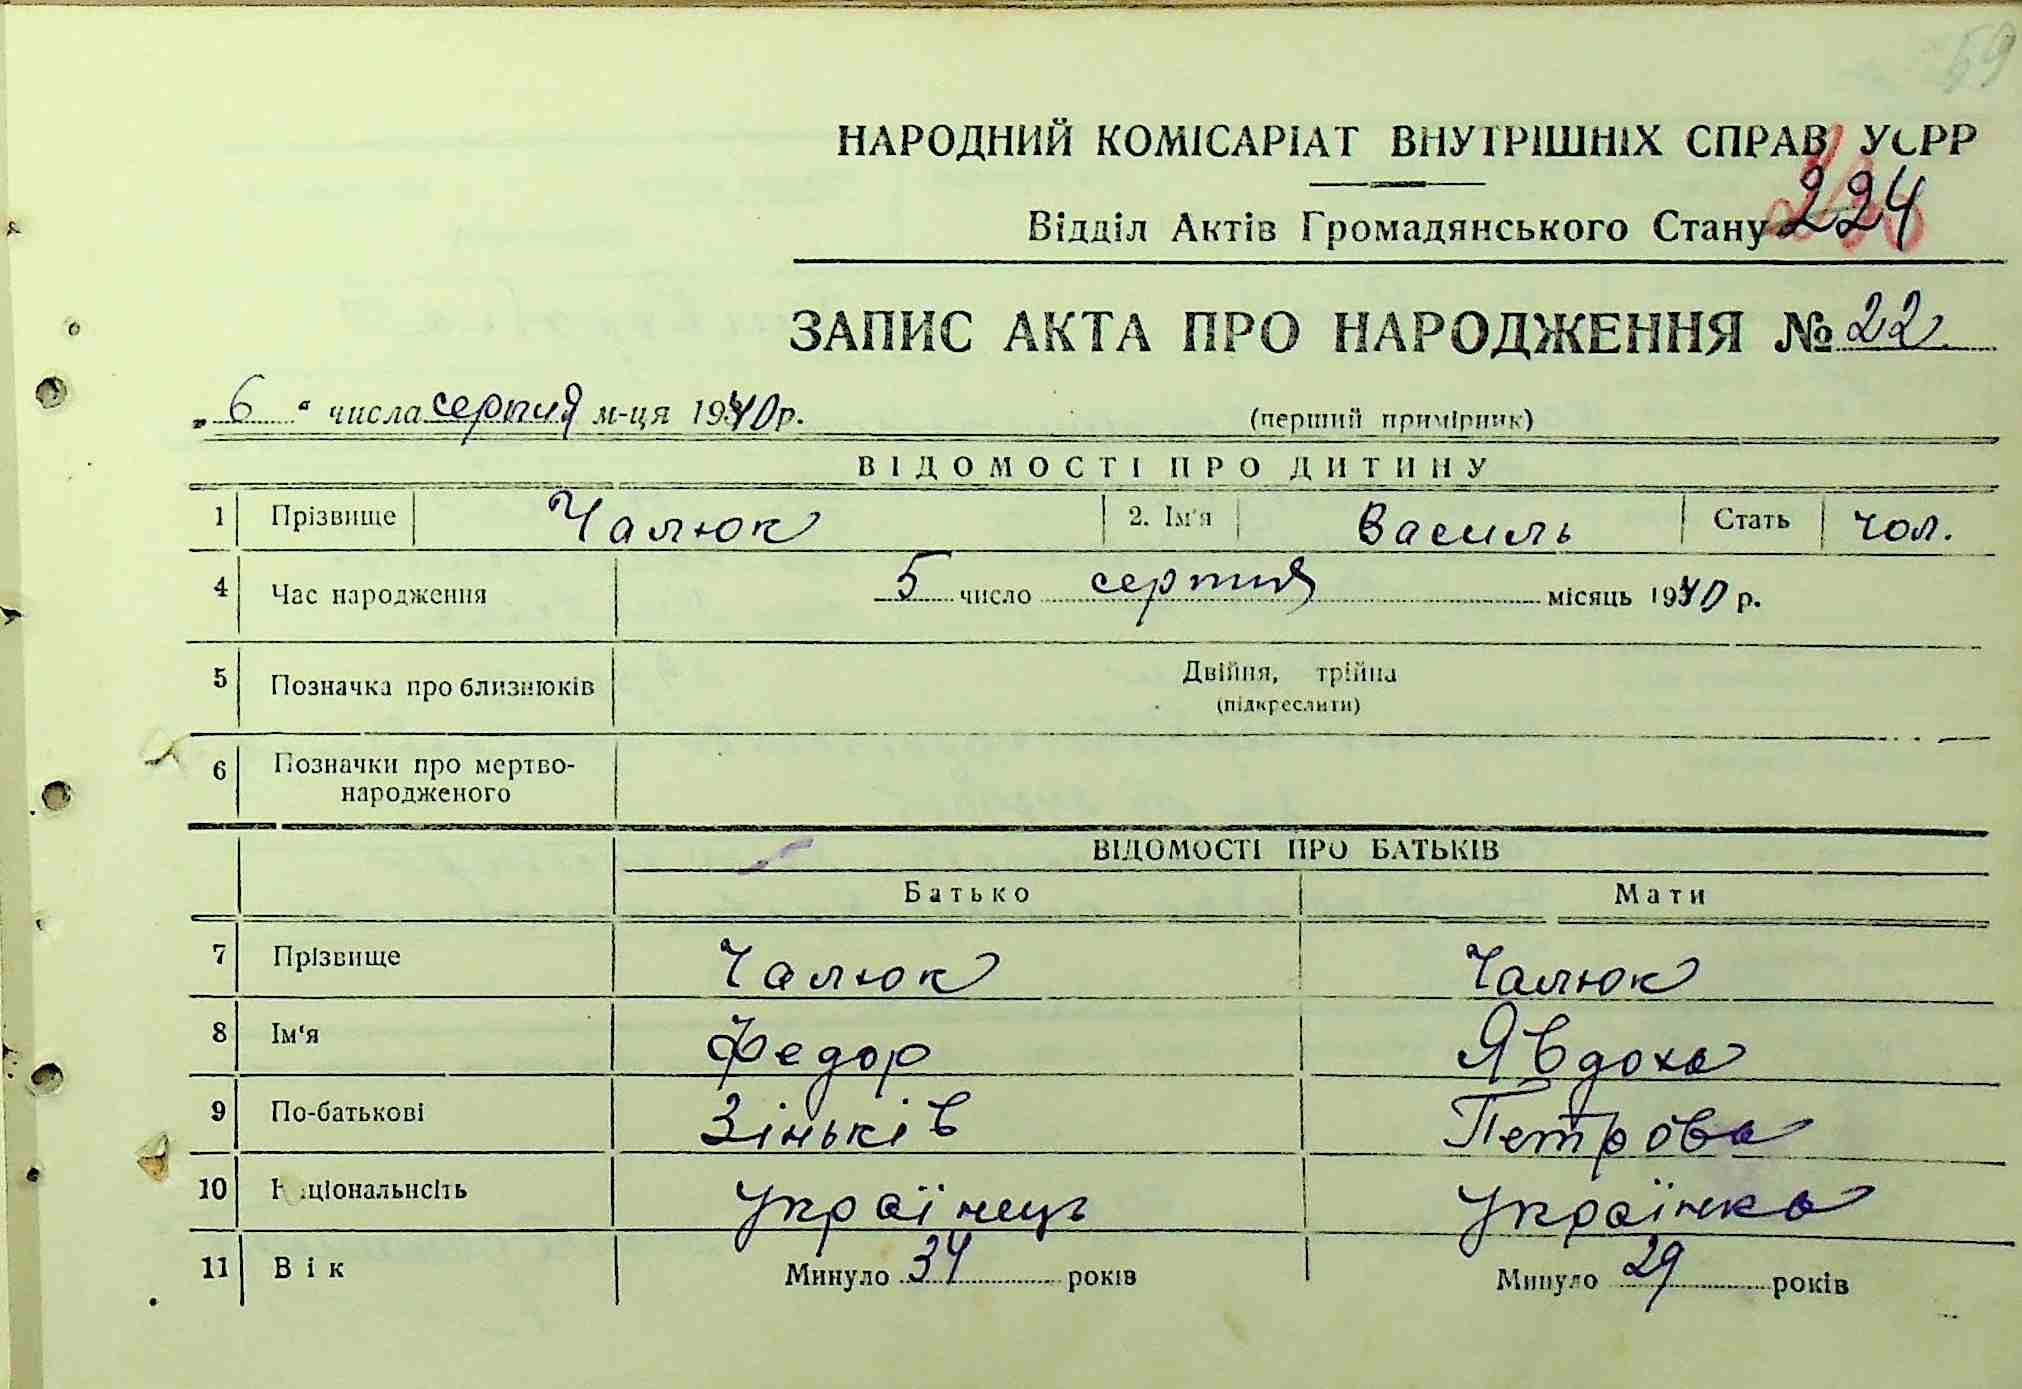 59
НАРОДНИЙ КОМІСАРІАТ ВНУТРІШНІХ СПРАВ УСРР
Відділ Актів Громадянського Стану 224
ЗАПИС АКТА ПРО НАРОДЖЕННЯ № 22
„6" числа серпня м-ця 1940 р. (перший примірник)
ВІДОМОСТІ ПРО ДИТИНУ
1 Прізвище Чалюк 2. Ім'я Василь Стать чол.
4 Час народження 5 число серпня місяць 1940 р.
5 Позначка про близнюків Двійня, трійна
(підкреслити)
6 Позначки про мертво-
народженого
ВІДОМОСТІ ПРО БАТЬКІВ
Батько Мати
7 Прізвище Чалюк Чалюк
8 Ім'я Федор Явдоха
9 По-батькові Зіньків Петрова
10 Національність Українець Українка
11 Вік Минуло 34 років Минуло 29 років